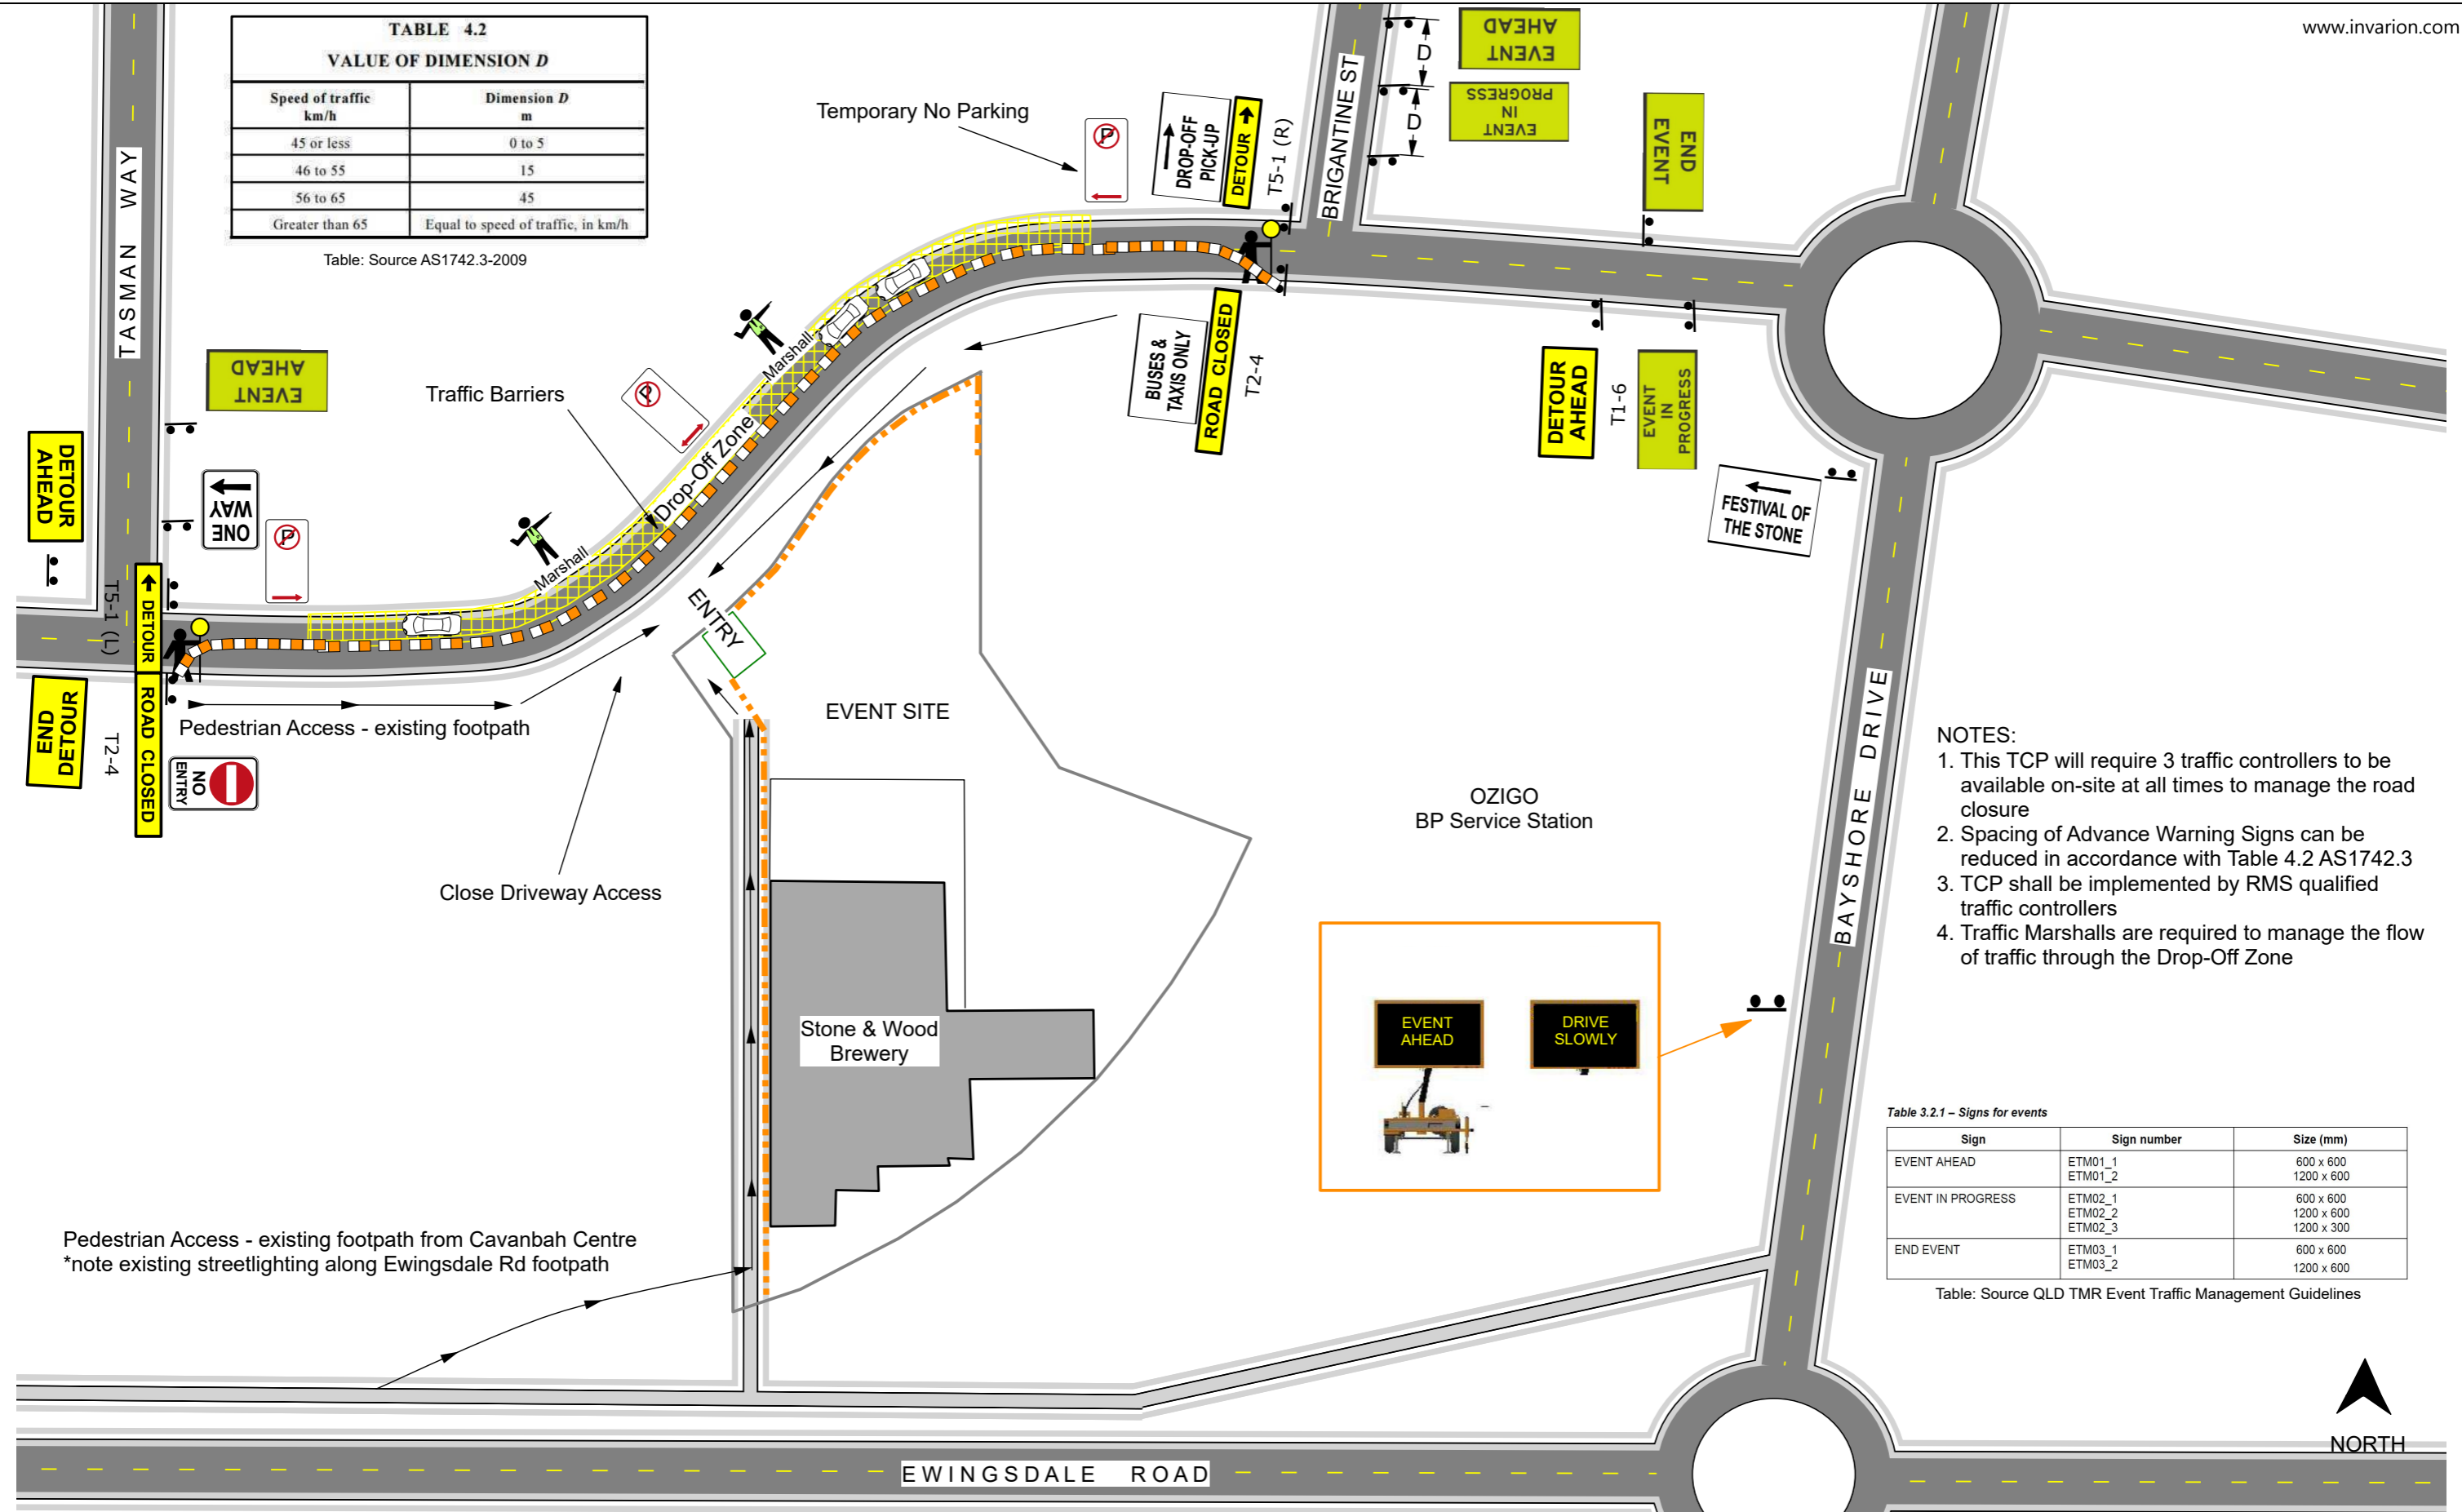 www.invarion.com
TABLE 4.2
VALUE OF DIMENSION D
Speed of traffic
km/h
Dimension D
m
45 or less
0 to 5
46 to 55
15
56 to 65
45
Greater than 65
Equal to speed of traffic, in km/h
Table: Source AS1742.3-2009
TASMAN WAY
EVENT
AHEAD
DETOUR
AHEAD
ONE
WAY
P
T5-1 (L)
DETOUR
END
DETOUR
T2-4
ROAD CLOSED
NO
ENTRY
Pedestrian Access - existing footpath
Traffic Barriers
P
Marshall
Marshall
Drop-Off Zone
Temporary No Parking
P
DROP-OFF
PICK-UP
DETOUR
T5-1 (R)
BRIGANTINE ST
D
D
EVENT
AHEAD
EVENT
IN
PROGRESS
END
EVENT
BUSES &
TAXIS ONLY
ROAD CLOSED
T2-4
DETOUR
AHEAD
T1-6
EVENT
IN
PROGRESS
FESTIVAL OF
THE STONE
ENTRY
EVENT SITE
Close Driveway Access
OZIGO
BP Service Station
BAYSHORE DRIVE
NOTES:
1. This TCP will require 3 traffic controllers to be
available on-site at all times to manage the road
closure
2. Spacing of Advance Warning Signs can be
reduced in accordance with Table 4.2 AS1742.3
3. TCP shall be implemented by RMS qualified
traffic controllers
4. Traffic Marshalls are required to manage the flow
of traffic through the Drop-Off Zone
Stone & Wood
Brewery
EVENT
AHEAD
DRIVE
SLOWLY
Table 3.2.1 – Signs for events
Sign
Sign number
Size (mm)
EVENT AHEAD
ETM01_1
600 x 600
ETM01_2
1200 x 600
EVENT IN PROGRESS
ETM02_1
600 x 600
ETM02_2
1200 x 600
ETM02_3
1200 x 300
END EVENT
ETM03_1
600 x 600
ETM03_2
1200 x 600
Table: Source QLD TMR Event Traffic Management Guidelines
Pedestrian Access - existing footpath from Cavanbah Centre
*note existing streetlighting along Ewingsdale Rd footpath
NORTH
EWINGSDALE ROAD